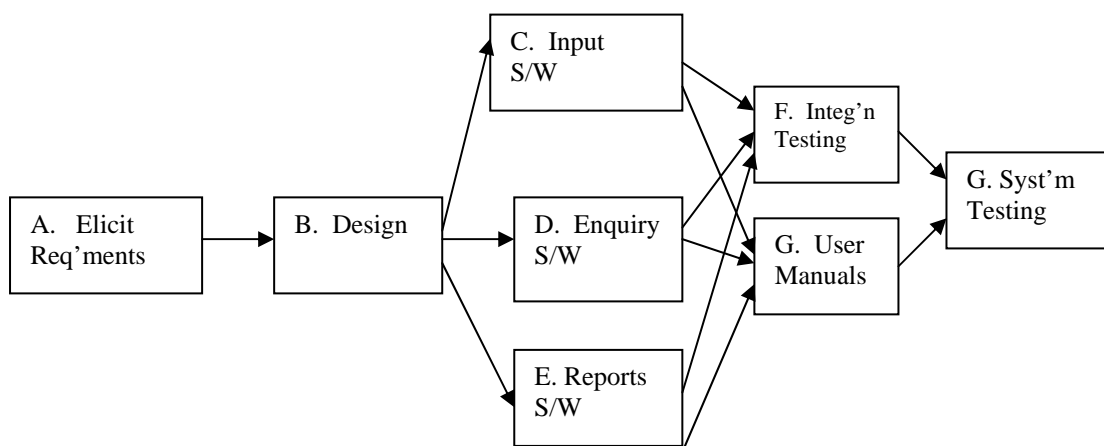 A. Elicit
Req’ments
B. Design
C. Input
S/W
D. Enquiry
S/W
E. Reports
S/W
F. Integ’n
Testing
G. User
Manuals
G. Syst’m
Testing